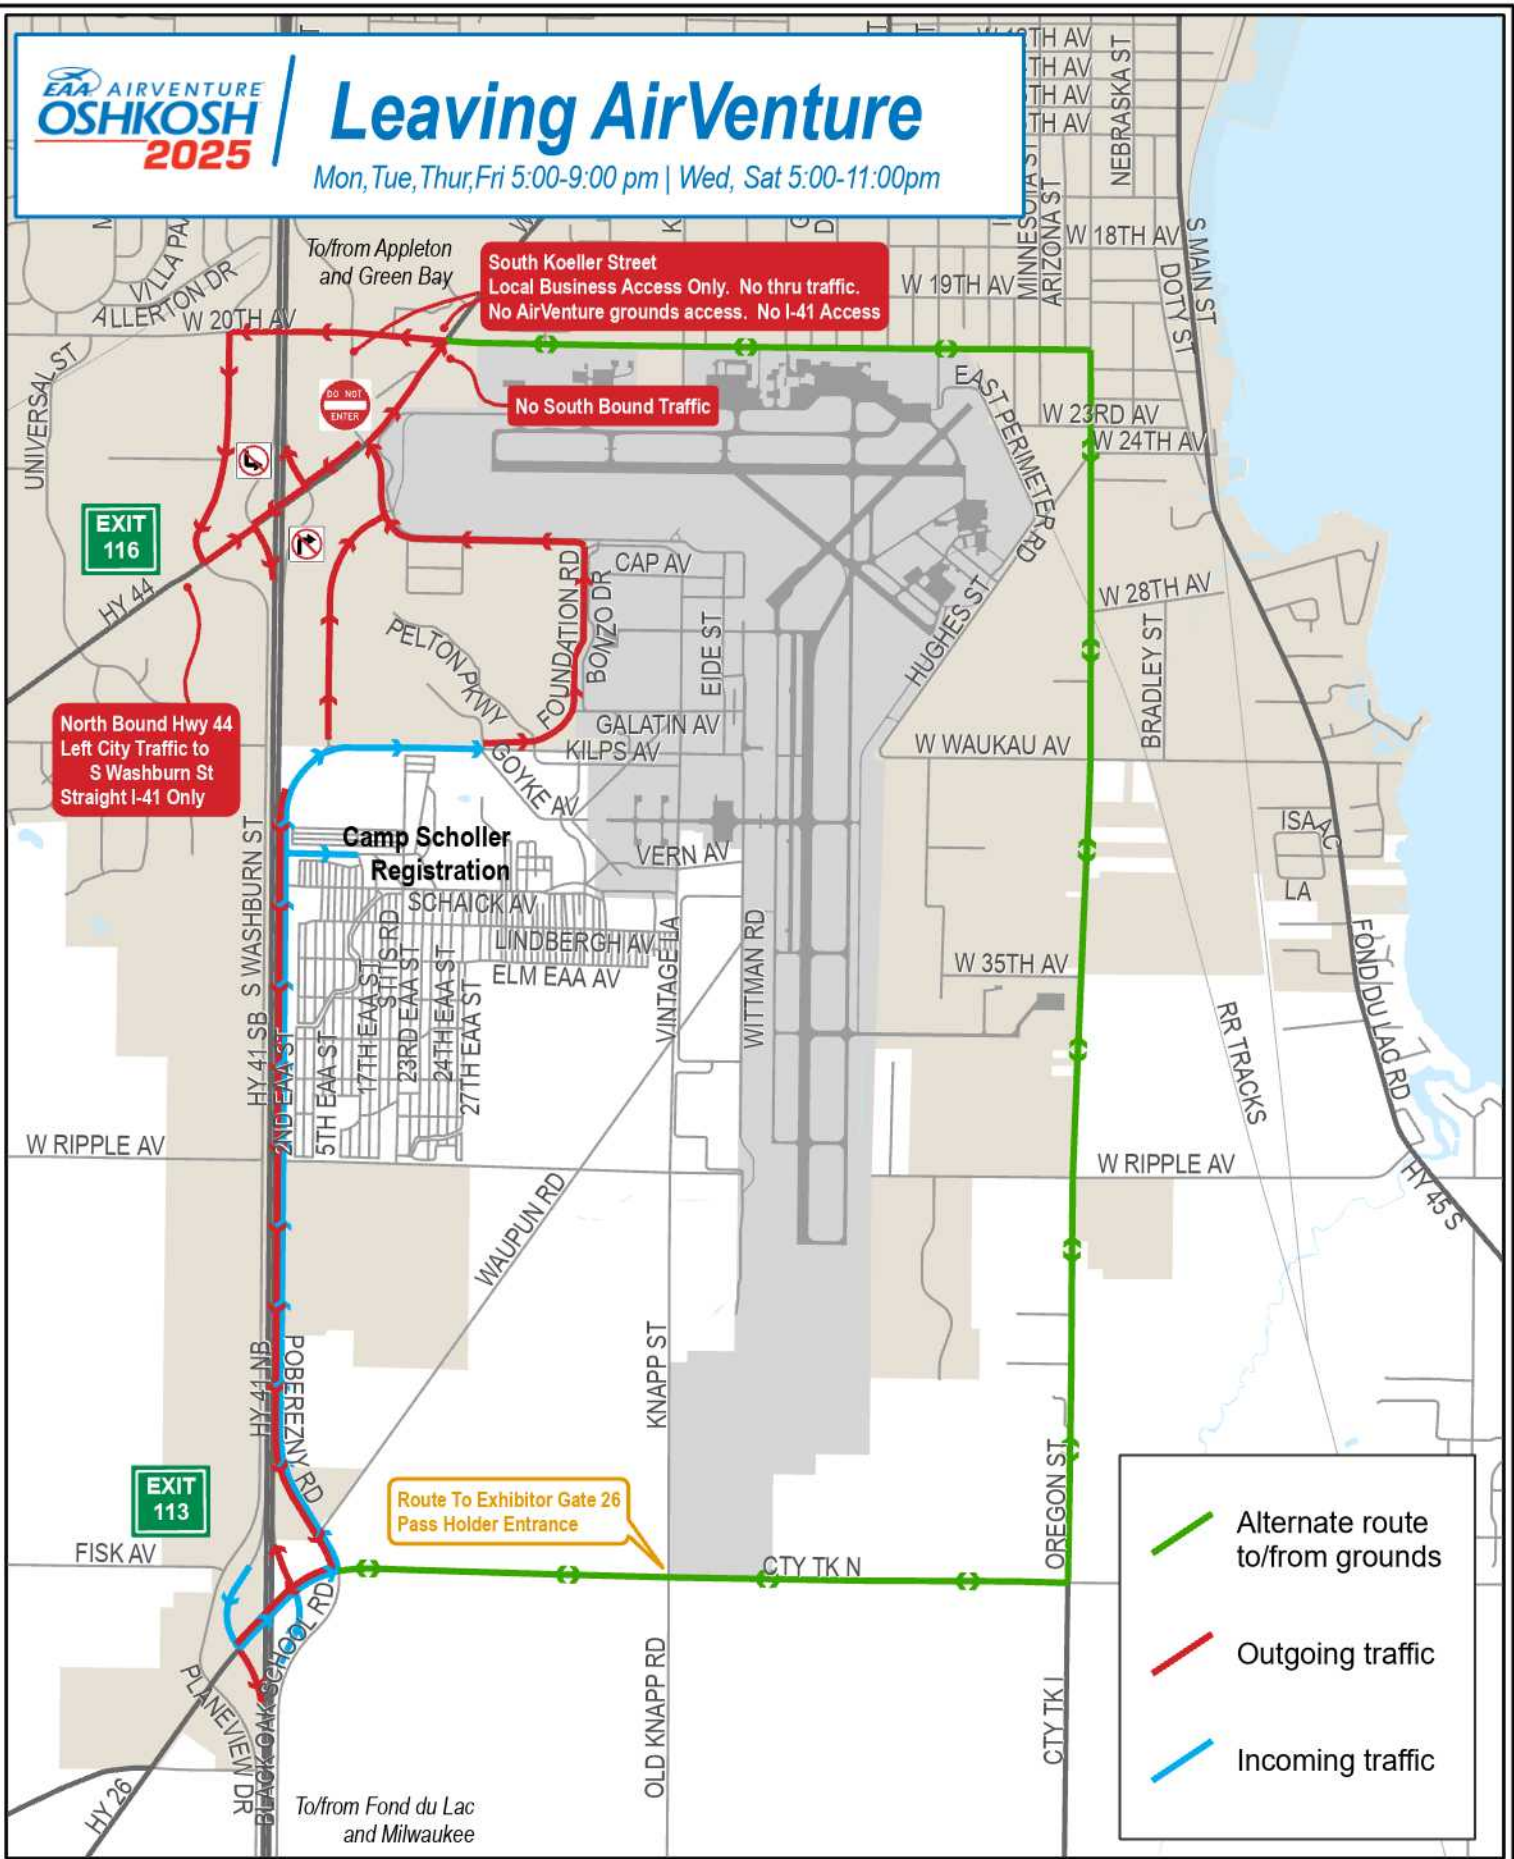 EAA AIRVENTURE
OSHKOSH
2025
Leaving AirVenture
Mon,Tue,Thur,Fri 5:00-9:00 pm | Wed, Sat 5:00-11:00pm
TH AV
TH AV
TH AV
TH AV
NEBRASKA ST
MINNESOTA ST
ARIZONA ST
W 18TH AV
S MAIN ST
DOTY ST
W 19TH AV
VILLA PA
ALLERTON DR
W 20TH AV
UNIVERSAL ST
To/from Appleton
and Green Bay
South Koeller Street
Local Business Access Only. No thru traffic.
No AirVenture grounds access. No I-41 Access
DO NOT
ENTER
No South Bound Traffic
EAST PERIMETER RD
W 23RD AV
W 24TH AV
EXIT
116
HY 44
CAP AV
FOUNDATION RD
BONZO DR
PELTON PKWY
EIDE ST
HUGHES ST
W 28TH AV
BRADLEY ST
GALATIN AV
KILPS AV
GOYKE AV
W WAUKAU AV
North Bound Hwy 44
Left City Traffic to
S Washburn St
Straight I-41 Only
Camp Scholler
Registration
VERN AV
ISAAC
LA
SCHAICK AV
LINDBERGH AV
ELM EAA AV
S WASHBURN ST
HY 41 SB
2ND EAA ST
5TH EAA ST
17TH EAA ST
STITS RD
23RD EAA ST
24TH EAA ST
27TH EAA ST
VINTAGE LA
WITTMAN RD
W 35TH AV
FOND DU LAC RD
RR TRACKS
W RIPPLE AV
W RIPPLE AV
HY 45 S
WAUPUN RD
KNAPP ST
HY 41 NB
POBEREZNY RD
OREGON ST
EXIT
113
Route To Exhibitor Gate 26
Pass Holder Entrance
FISK AV
CTY TK N
BLACK OAK SCHOOL RD
PLANEVIEW DR
OLD KNAPP RD
CTY TK I
HY 26
To/from Fond du Lac
and Milwaukee
Alternate route
to/from grounds
Outgoing traffic
Incoming traffic